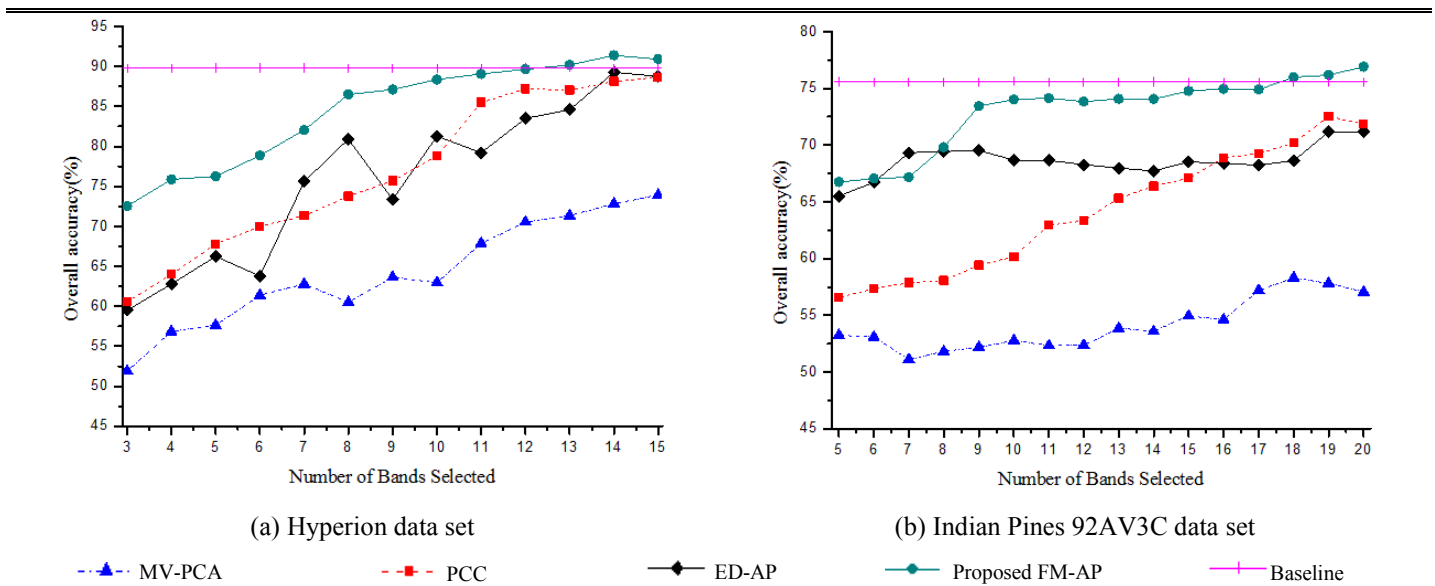 Overall accuracy(%)
95
90
85
80
75
70
65
60
55
50
45
3 4 5 6 7 8 9 10 11 12 13 14 15
Number of Bands Selected
(a) Hyperion data set
Overall accuracy(%)
80
75
70
65
60
55
50
45
5 6 7 8 9 10 11 12 13 14 15 16 17 18 19 20
Number of Bands Selected
(b) Indian Pines 92AV3C data set
MV-PCA PCC ED-AP Proposed FM-AP Baseline